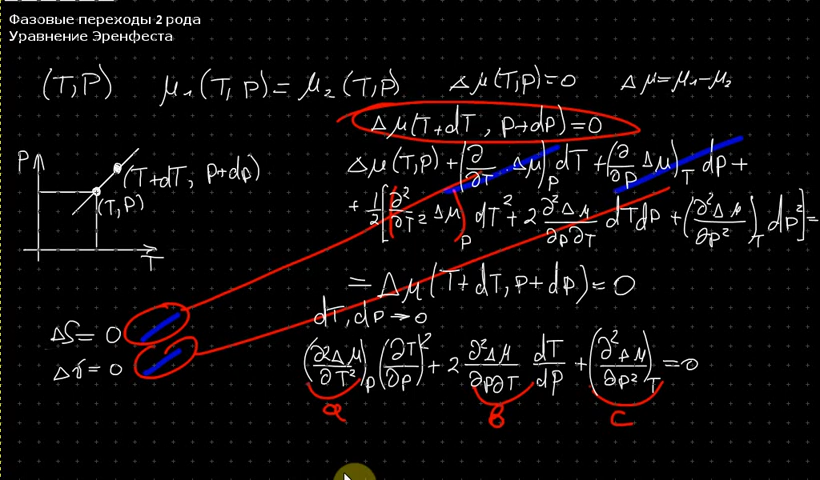 Фазовые переходы 2 рода
Уравнение Эренфеста
(T,P) μ₁(T,P) = μ₂(T,P) Δμ(T,P)=0 Δμ=μ₁-μ₂
Δμ(T+dT, P+dP)=0
P
(T+dT, P+dP)
(T,P)
T
Δμ(T,P) + (∂/∂T Δμ)_P dT + (∂/∂P Δμ)_T dP +
+ 1/2 [(∂²/∂T² Δμ)_P dT² + 2 ∂²Δμ/∂P∂T dTdP + (∂²Δμ/∂P²)_T dP²] =
= Δμ(T+dT, P+dP) = 0
dT, dP → 0
ΔS = 0
Δv = 0
(∂²Δμ/∂T²)_P (∂T/∂P)² + 2 ∂²Δμ/∂P∂T dT/dP + (∂²Δμ/∂P²)_T = 0
a B c